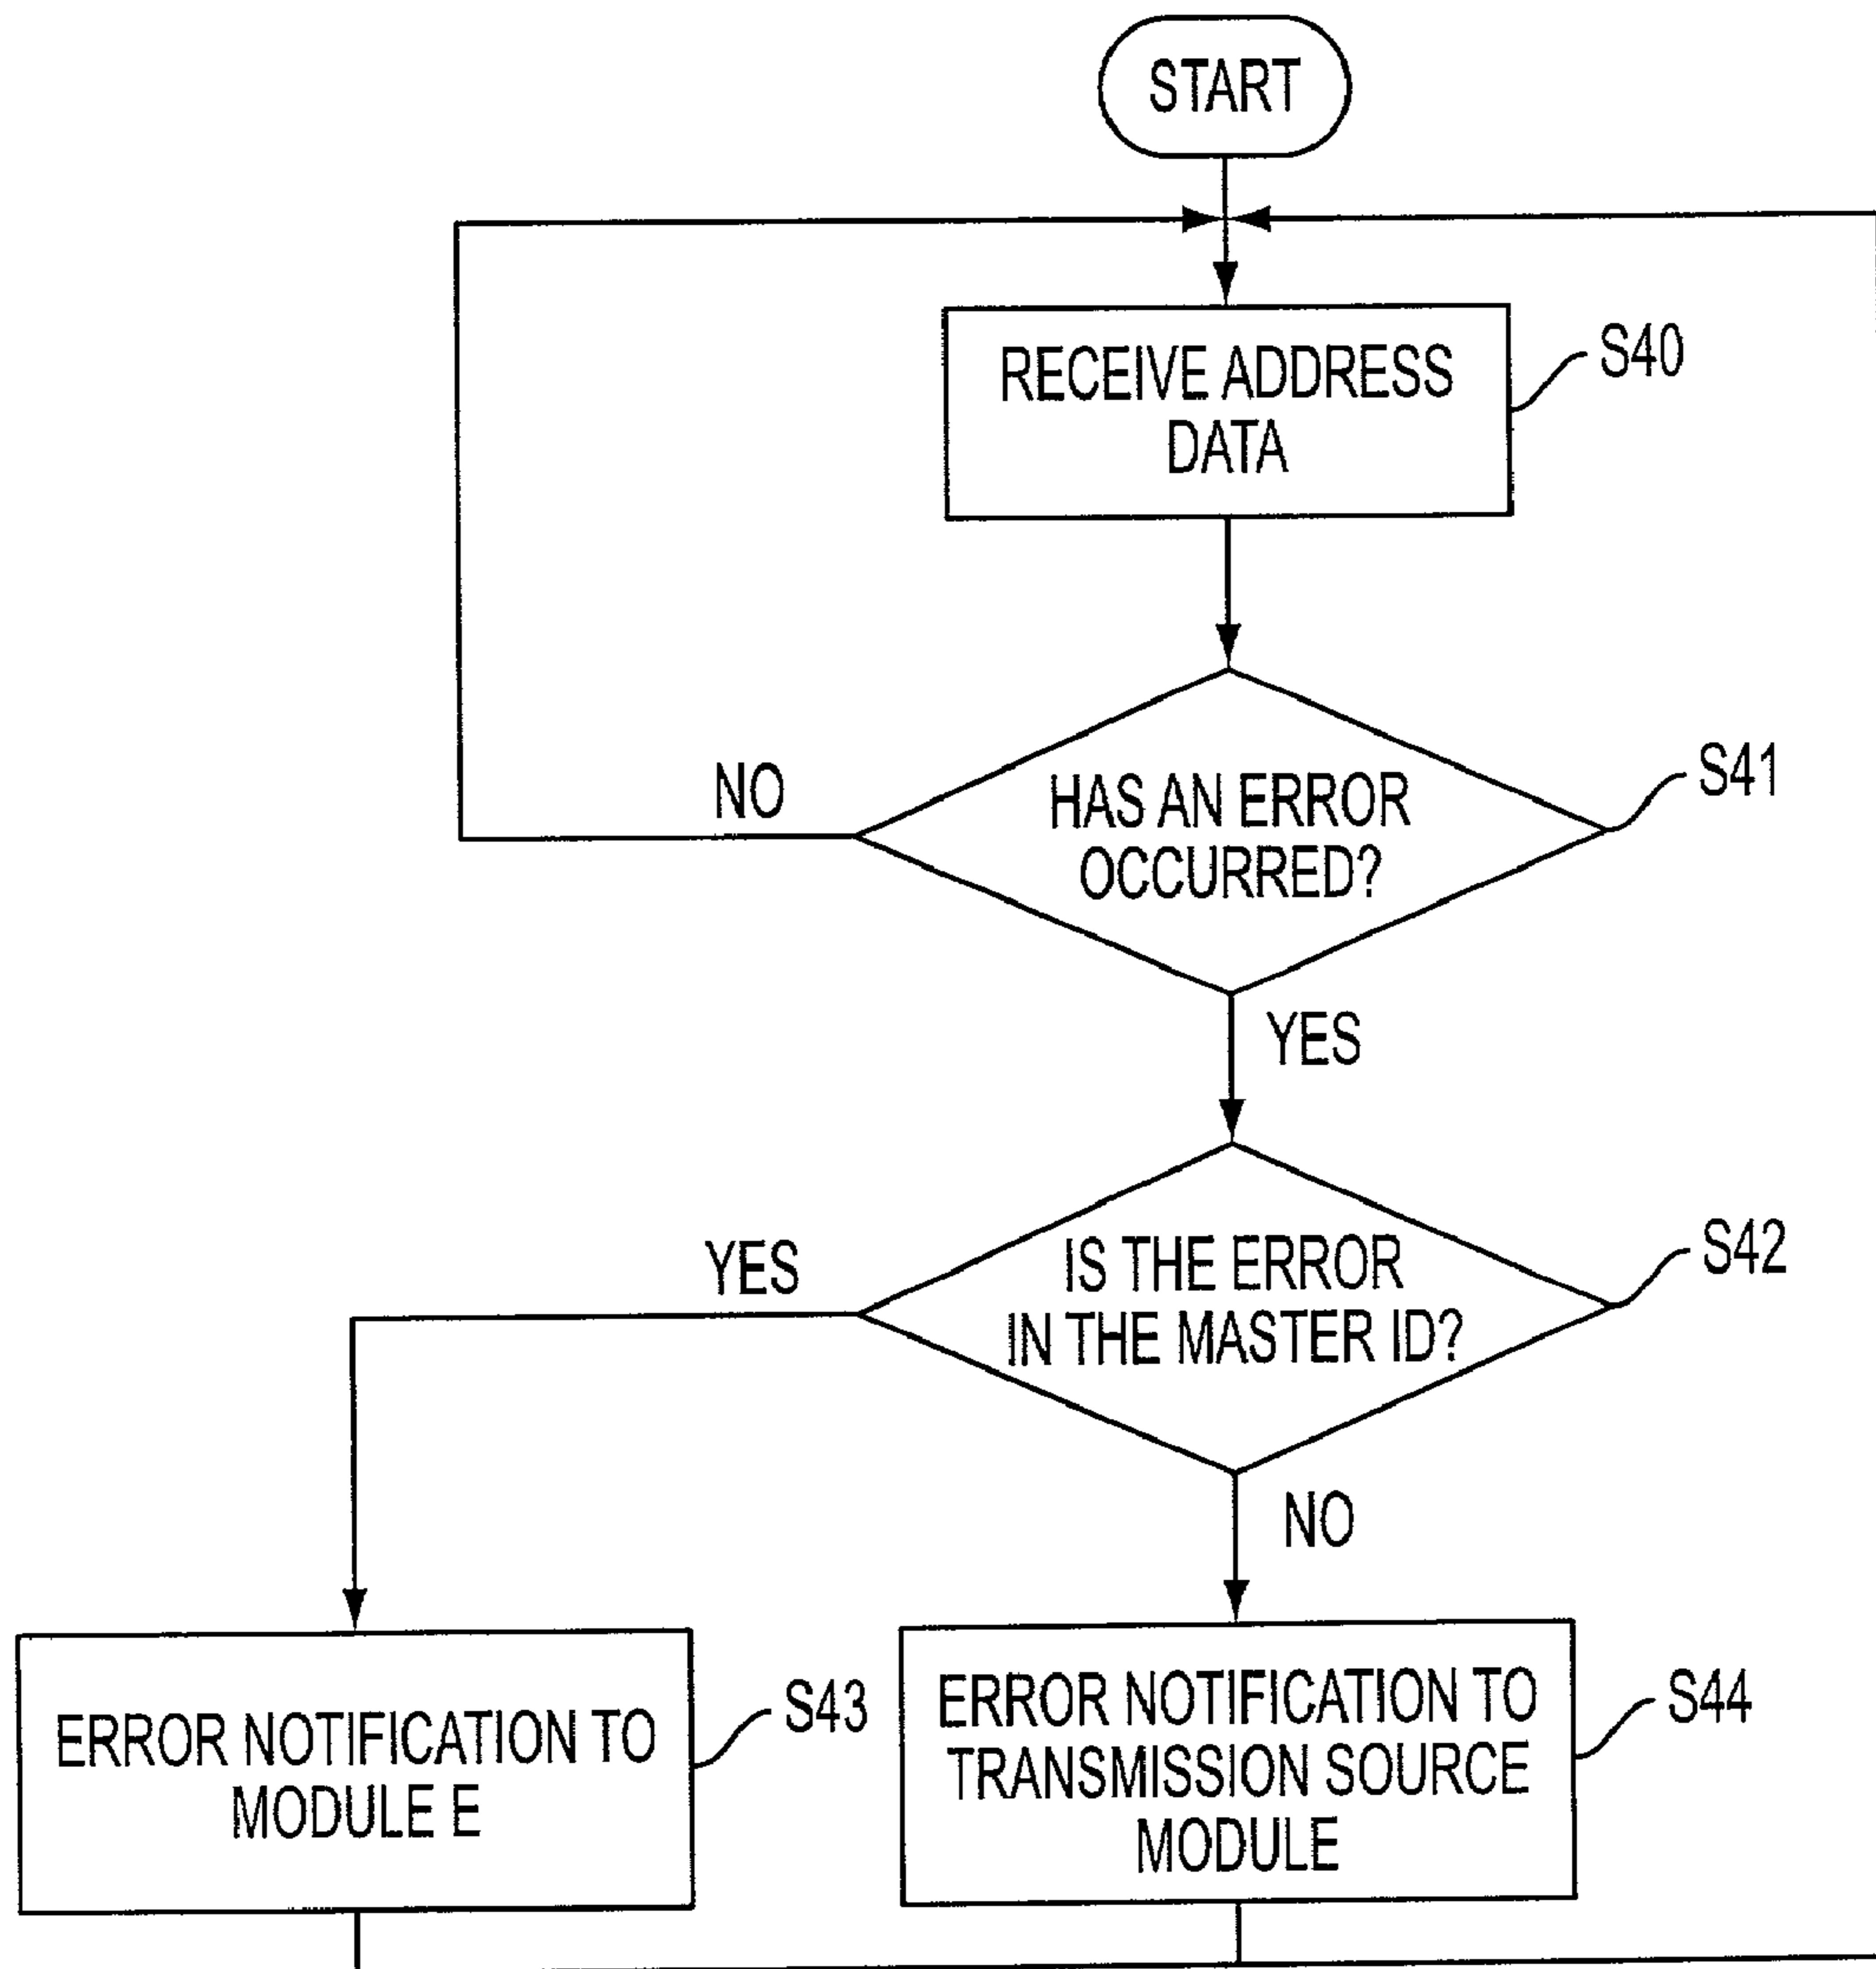 START
RECEIVE ADDRESS
DATA
S40
HAS AN ERROR
OCCURRED?
S41
NO
YES
IS THE ERROR
IN THE MASTER ID?
S42
YES
NO
ERROR NOTIFICATION TO
MODULE E
S43
ERROR NOTIFICATION TO
TRANSMISSION SOURCE
MODULE
S44